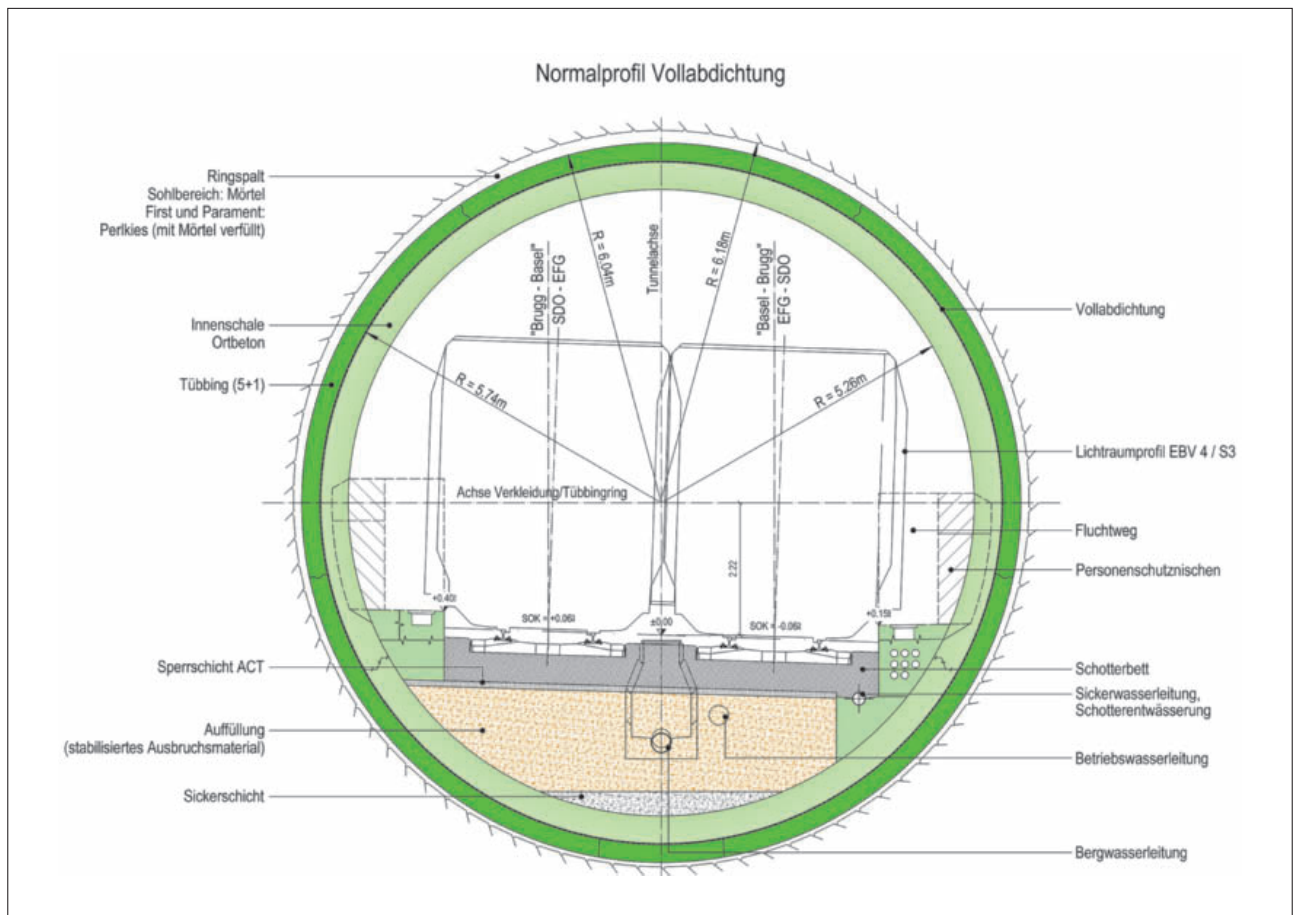 Normalprofil Vollabdichtung
Ringspalt
Sohlbereich: Mörtel
First und Parament:
Perlkies (mit Mörtel verfüllt)
Innenschale
Ortbeton
Tübbing (5+1)
"Brugg - Basel"
SDO - EFG
R = 6.04m
Tunnelachse
R = 6.18m
"Basel - Brugg"
EFG - SDO
R = 5.74m
R = 5.26m
Vollabdichtung
Lichtraumprofil EBV 4 / S3
Achse Verkleidung/Tübbingring
Fluchtweg
2.22
Personenschutznischen
+0.40
SOK = +0.06
±0.00
SOK = -0.06
+0.15
Sperrschicht ACT
Schotterbett
Sickerwasserleitung,
Schotterentwässerung
Auffüllung
(stabilisiertes Ausbruchsmaterial)
Betriebswasserleitung
Sickerschicht
Bergwasserleitung